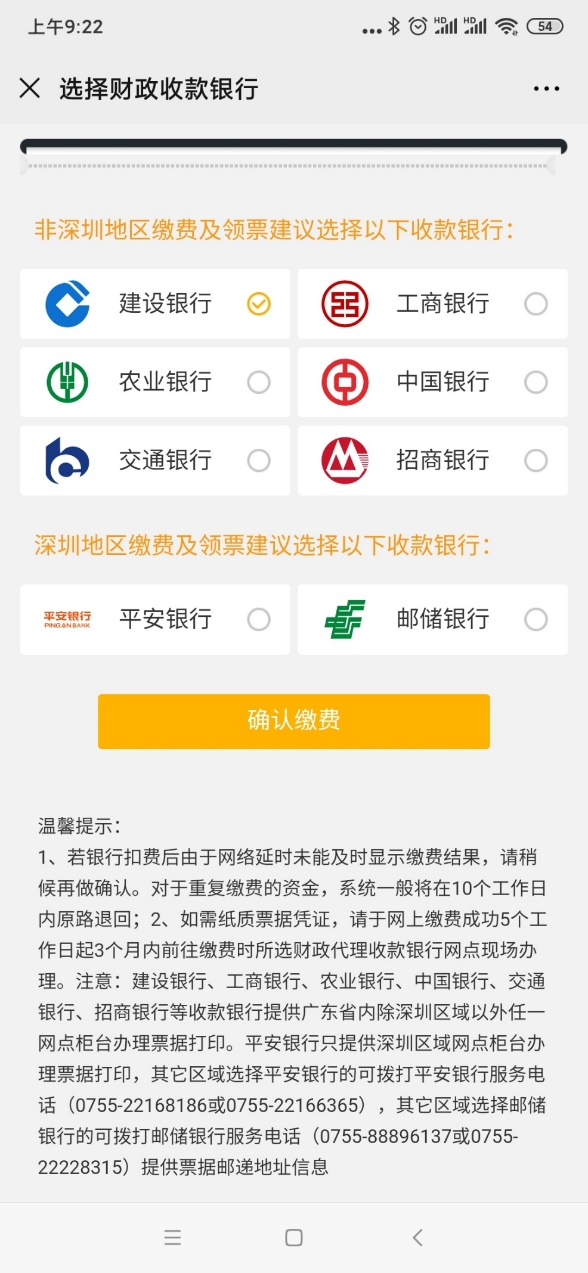 上午9:22
HD HD 54
选择财政收款银行
非深圳地区缴费及领票建议选择以下收款银行：
建设银行 工商银行
农业银行 中国银行
交通银行 招商银行
深圳地区缴费及领票建议选择以下收款银行：
平安银行 PINGAN BANK 平安银行 邮储银行
确认缴费
温馨提示：
1、若银行扣费后由于网络延时未能及时显示缴费结果，请稍
候再做确认。对于重复缴费的资金，系统一般将在10个工作日
内原路退回；2、如需纸质票据凭证，请于网上缴费成功5个工
作日起3个月内前往缴费时所选财政代理收款银行网点现场办
理。注意：建设银行、工商银行、农业银行、中国银行、交通
银行、招商银行等收款银行提供广东省内除深圳区域以外任一
网点柜台办理票据打印。平安银行只提供深圳区域网点柜台办
理票据打印，其它区域选择平安银行的可拨打平安银行服务电
话（0755-22168186或0755-22166365），其它区域选择邮储
银行的可拨打邮储银行服务电话（0755-88896137或0755-
22228315）提供票据邮递地址信息